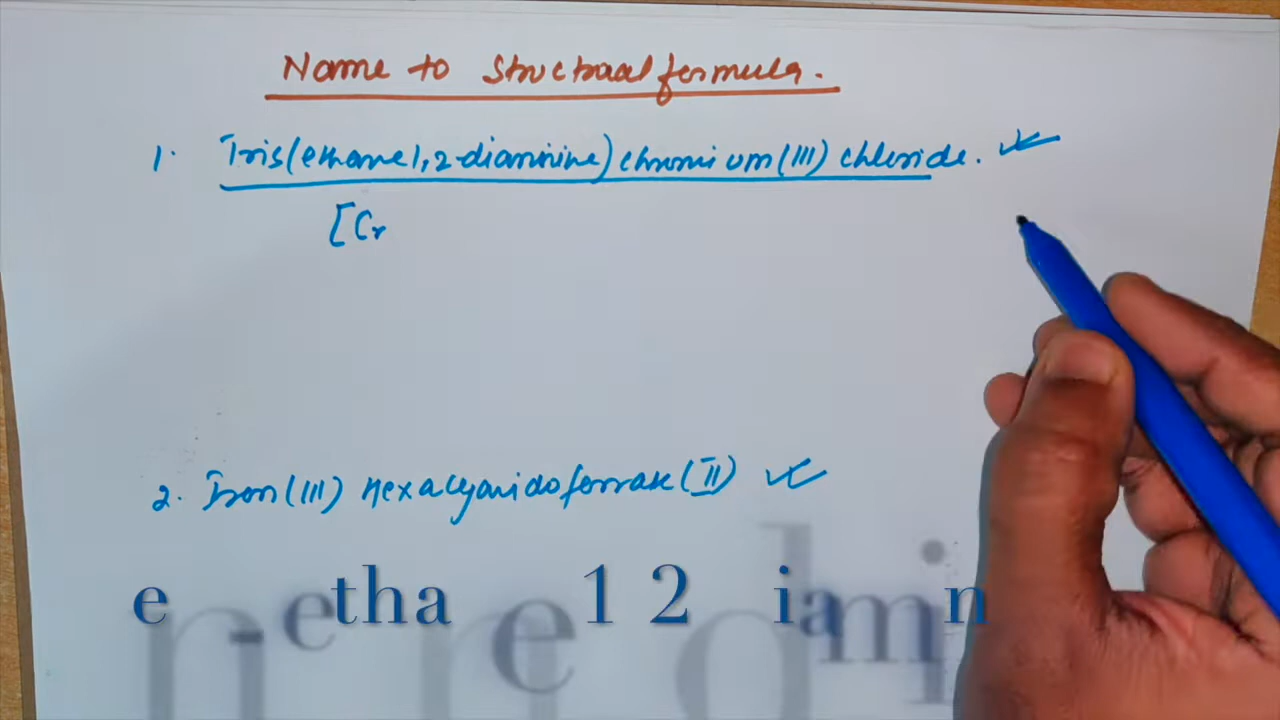 Name to Structural formula.
1. Tris(ethane1,2-diamine)chromium(III) chloride.
[Cr
2. Iron(III) Hexacyanidoferrate(II)
e etha 1 2 iam n